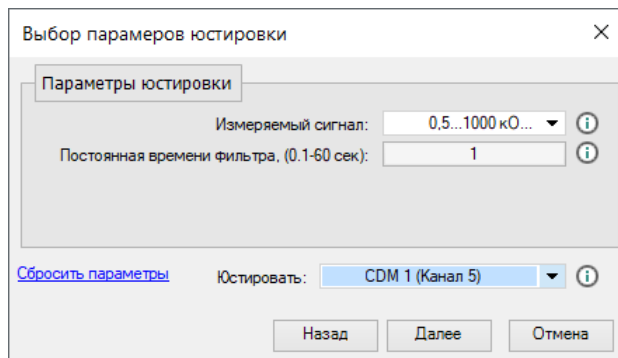 Выбор парамеров юстировки
Параметры юстировки
Измеряемый сигнал: 0,5...1000 кО...
Постоянная времени фильтра, (0.1-60 сек): 1
Сбросить параметры Юстировать: CDM 1 (Канал 5)
Назад Далее Отмена